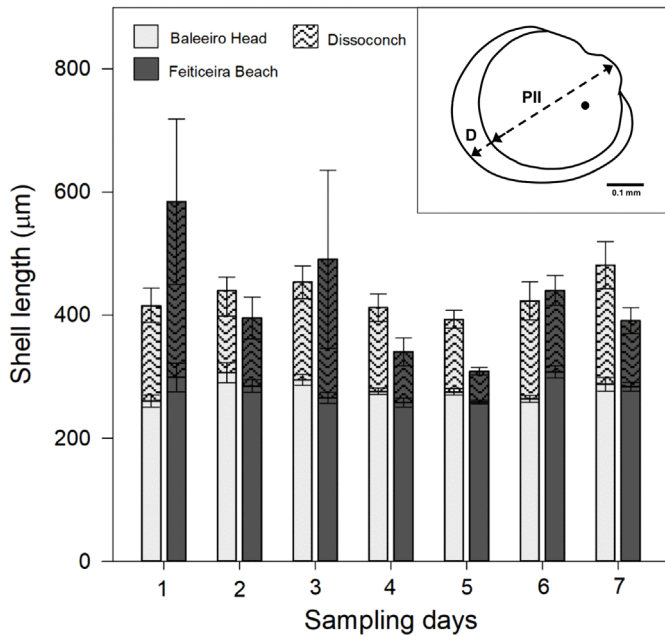 Baleeiro Head
Dissoconch
Feiticeira Beach
PII
D
0.1 mm
Shell length (μm)
800
600
400
200
0
1 2 3 4 5 6 7
Sampling days